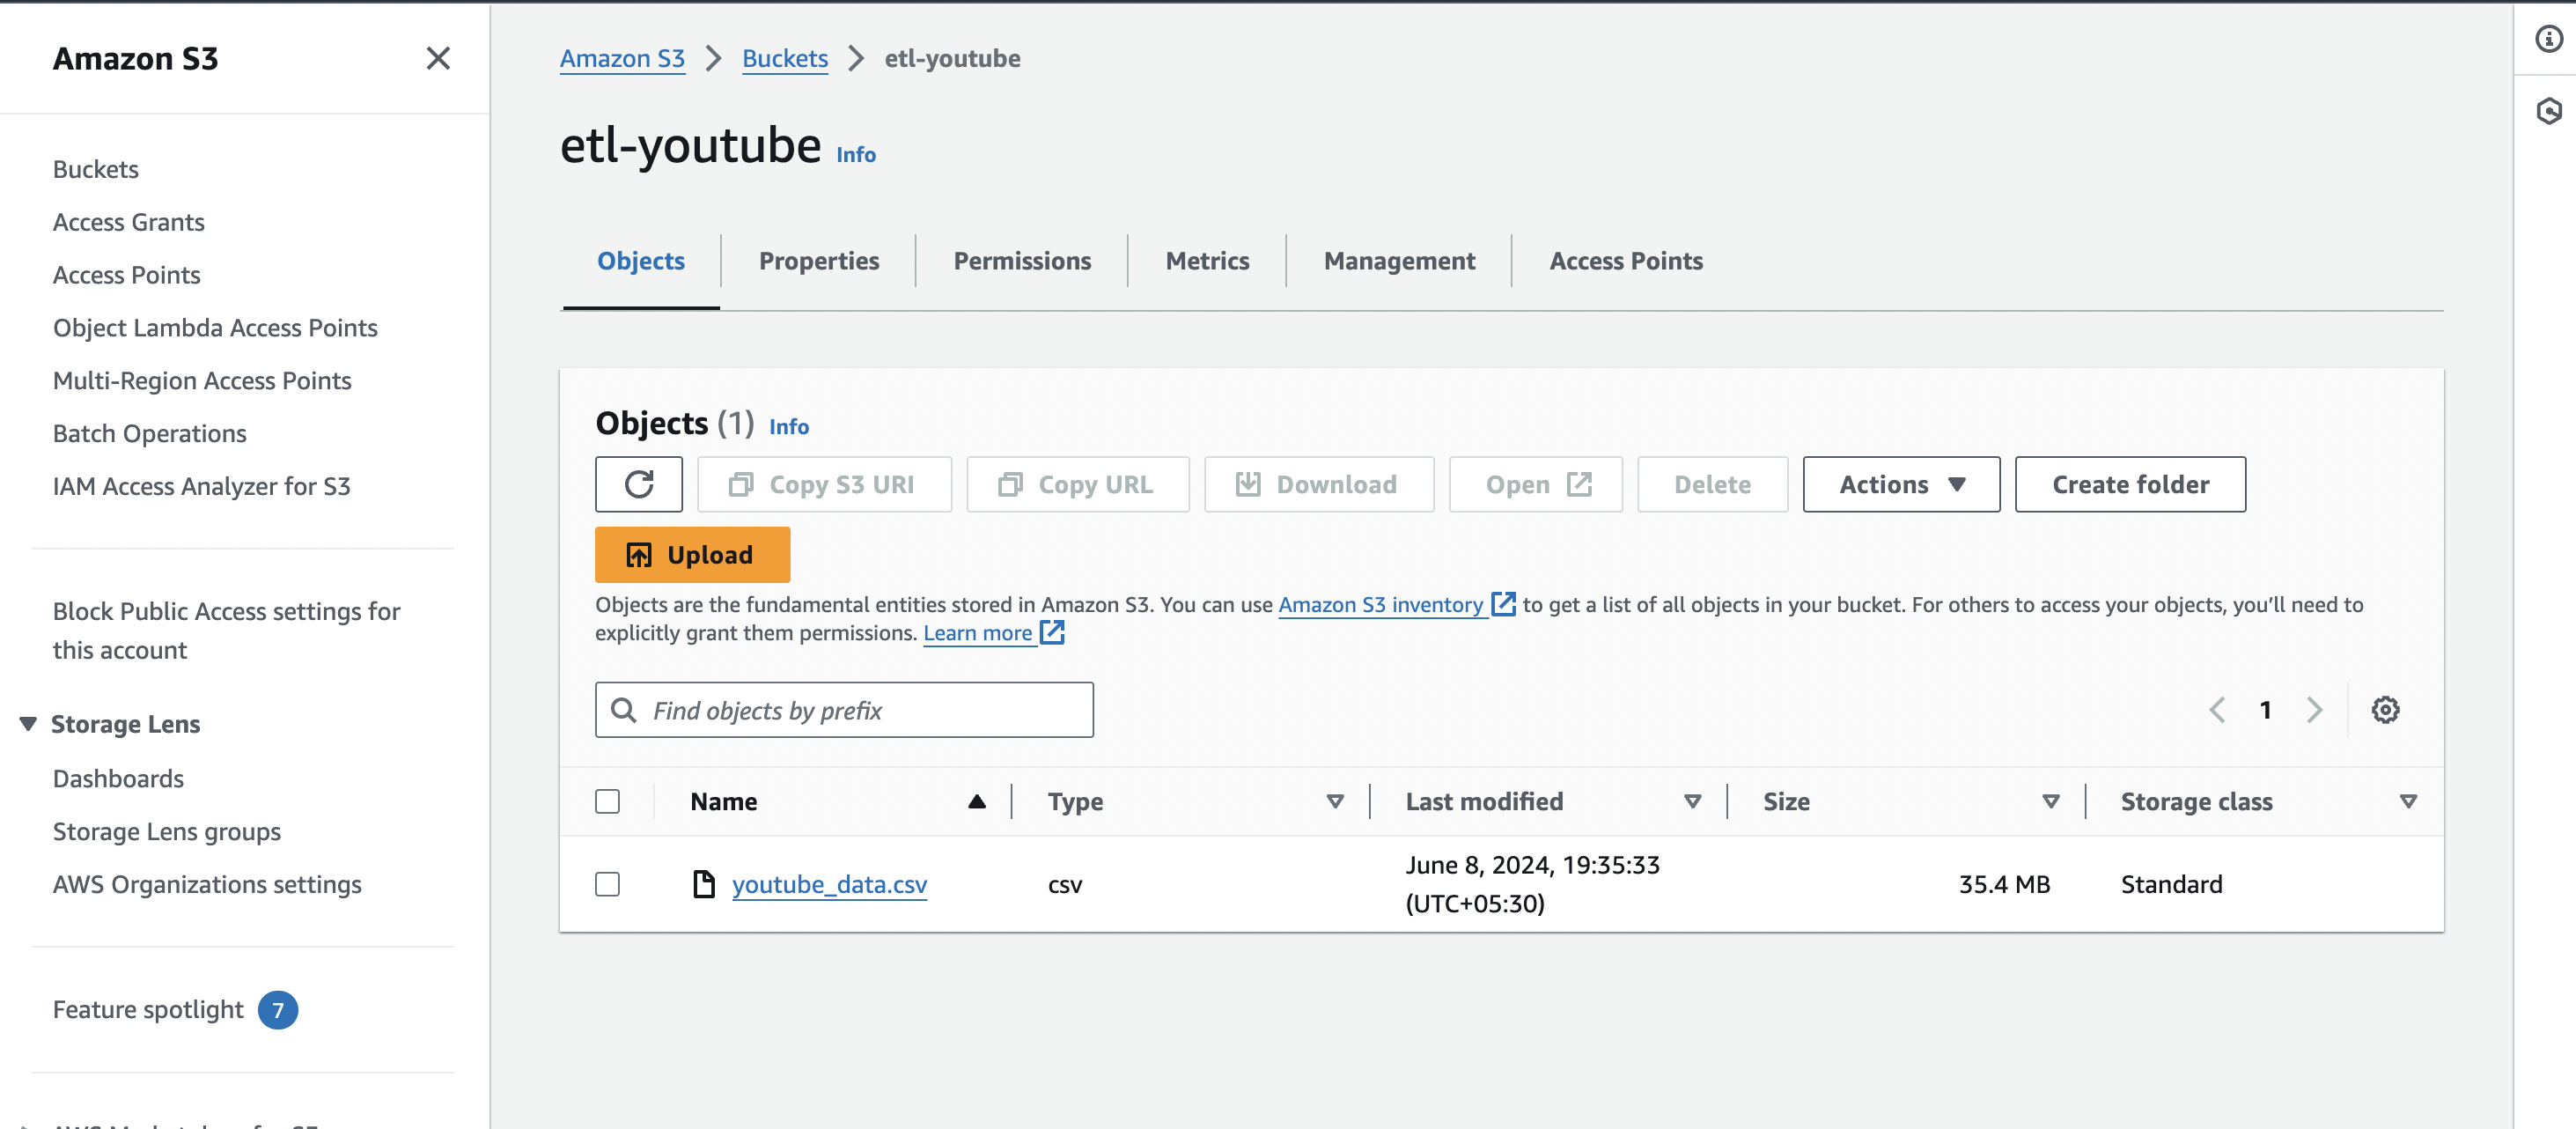 Amazon S3
Buckets
Access Grants
Access Points
Object Lambda Access Points
Multi-Region Access Points
Batch Operations
IAM Access Analyzer for S3
Block Public Access settings for
this account
Storage Lens
Dashboards
Storage Lens groups
AWS Organizations settings
Feature spotlight 7
Amazon S3 Buckets etl-youtube
etl-youtube Info
Objects Properties Permissions Metrics Management Access Points
Objects (1) Info
Copy S3 URI Copy URL Download Open Delete Actions Create folder
Upload
Objects are the fundamental entities stored in Amazon S3. You can use Amazon S3 inventory to get a list of all objects in your bucket. For others to access your objects, you’ll need to
explicitly grant them permissions. Learn more
Find objects by prefix
1
Name Type Last modified Size Storage class
youtube_data.csv csv June 8, 2024, 19:35:33 (UTC+05:30) 35.4 MB Standard